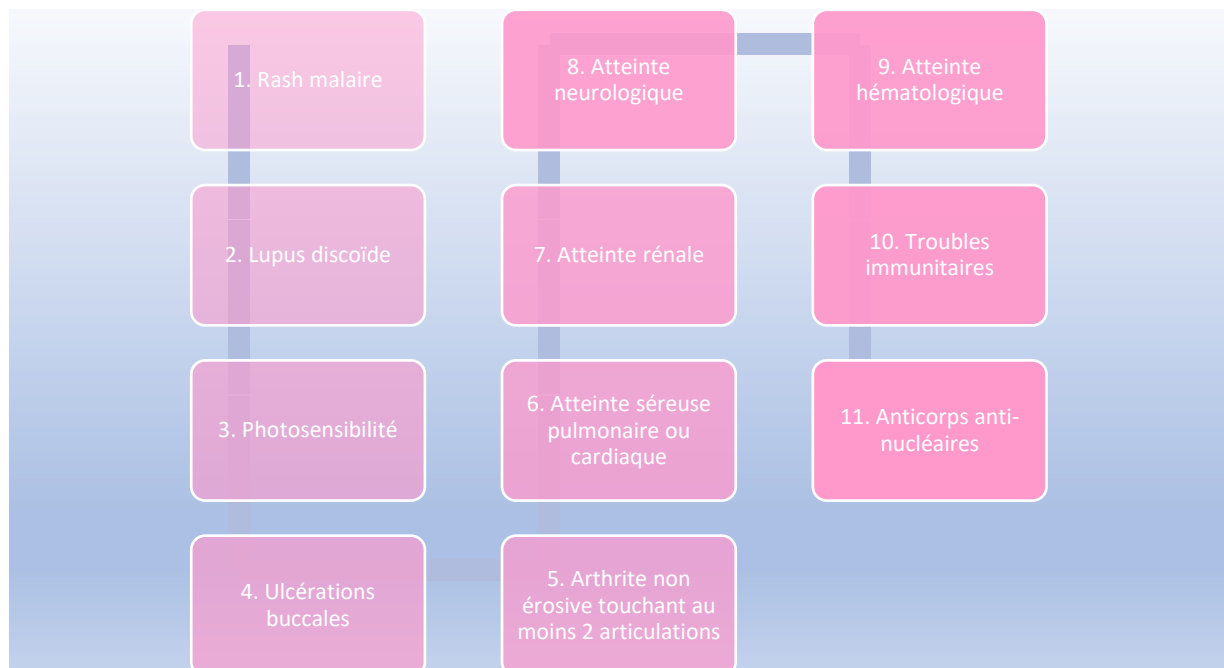 1. Rash malaire
2. Lupus discoïde
3. Photosensibilité
4. Ulcérations
buccales
5. Arthrite non
érosive touchant au
moins 2 articulations
6. Atteinte séreuse
pulmonaire ou
cardiaque
7. Atteinte rénale
8. Atteinte
neurologique
9. Atteinte
hématologique
10. Troubles
immunitaires
11. Anticorps anti-
nucléaires